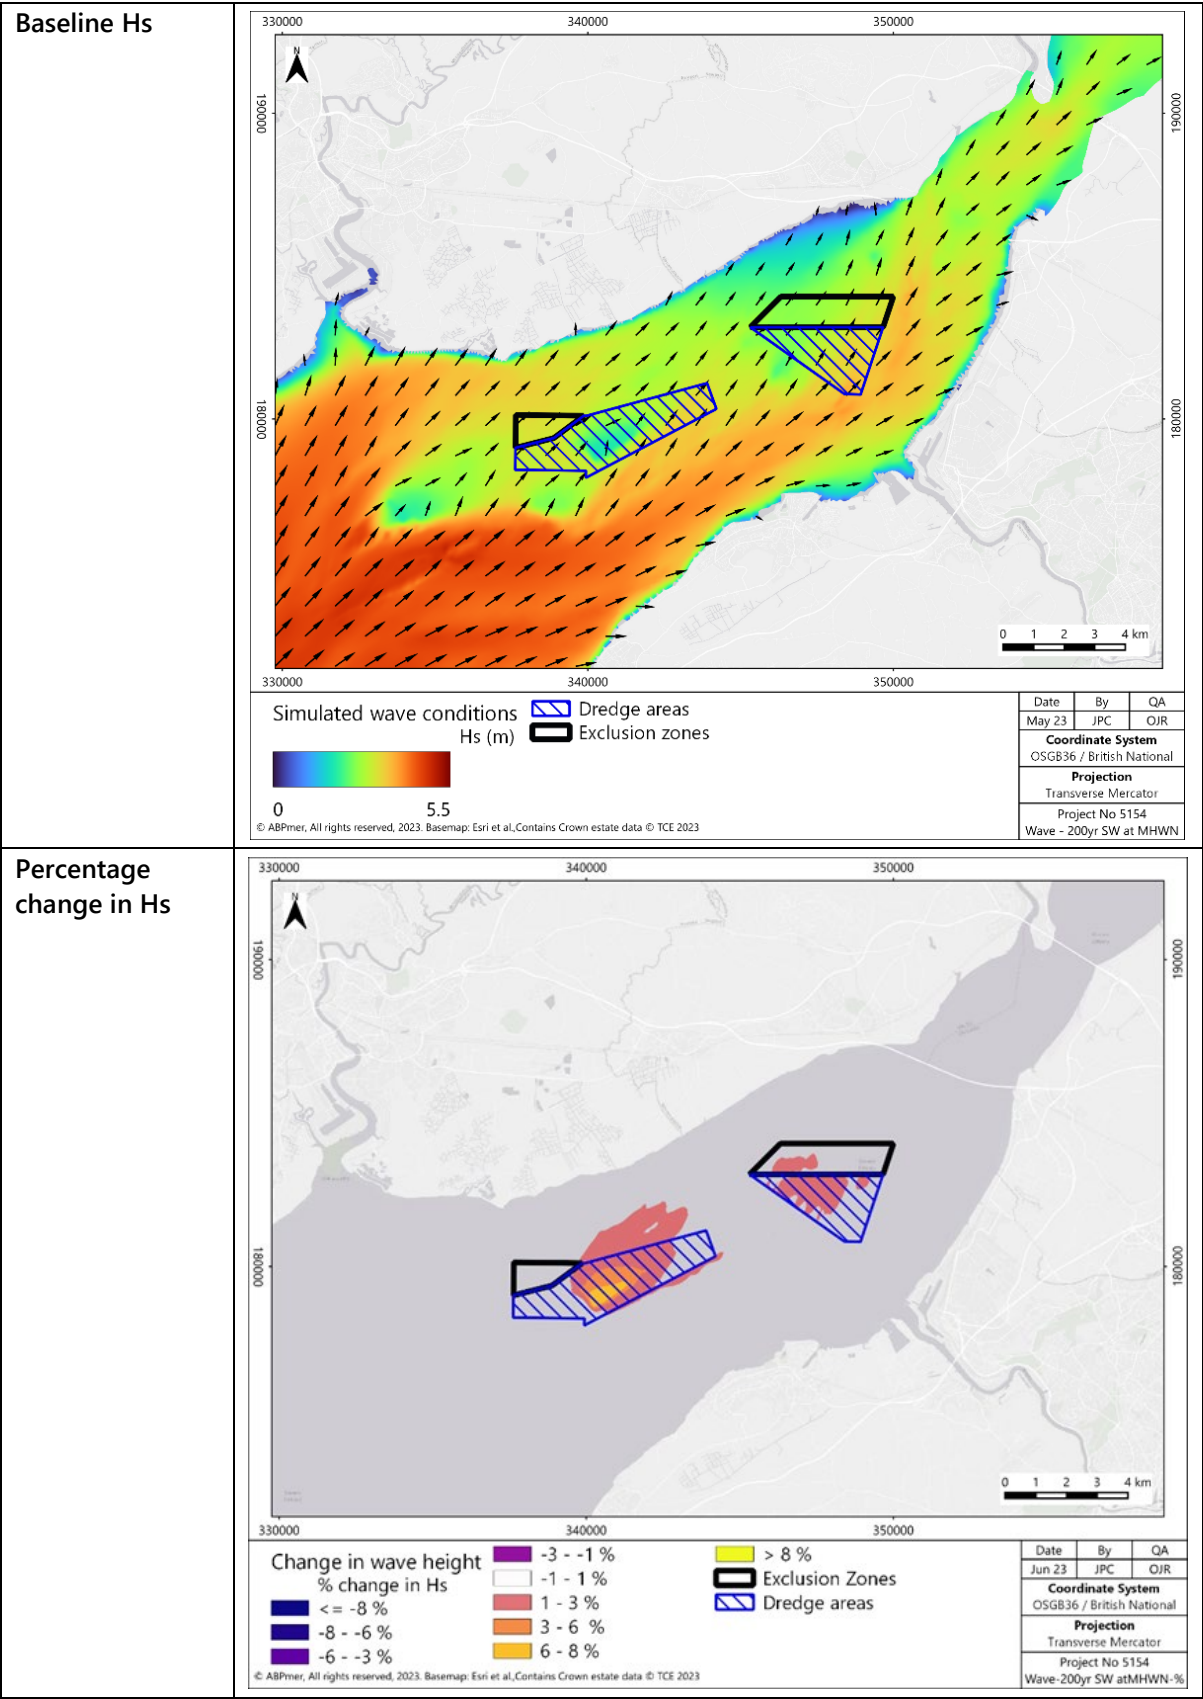 Baseline Hs
330000 340000 350000
N
190000 190000
180000 180000
0 1 2 3 4 km
330000 340000 350000
Simulated wave conditions
Hs (m)
0 5.5
Dredge areas
Exclusion zones
© ABPmer, All rights reserved, 2023. Basemap: Esri et al.,Contains Crown estate data © TCE 2023
Date By QA
May 23 JPC OJR
Coordinate System
OSGB36 / British National
Projection
Transverse Mercator
Project No 5154
Wave - 200yr SW at MHWN
Percentage
change in Hs
330000 340000 350000
N
190000 190000
180000 180000
0 1 2 3 4 km
330000 340000 350000
Change in wave height
% change in Hs
<= -8 %
-8 - -6 %
-6 - -3 %
-3 - -1 %
-1 - 1 %
1 - 3 %
3 - 6 %
6 - 8 %
> 8 %
Exclusion Zones
Dredge areas
© ABPmer, All rights reserved, 2023. Basemap: Esri et al.,Contains Crown estate data © TCE 2023
Date By QA
Jun 23 JPC OJR
Coordinate System
OSGB36 / British National
Projection
Transverse Mercator
Project No 5154
Wave-200yr SW atMHWN-%